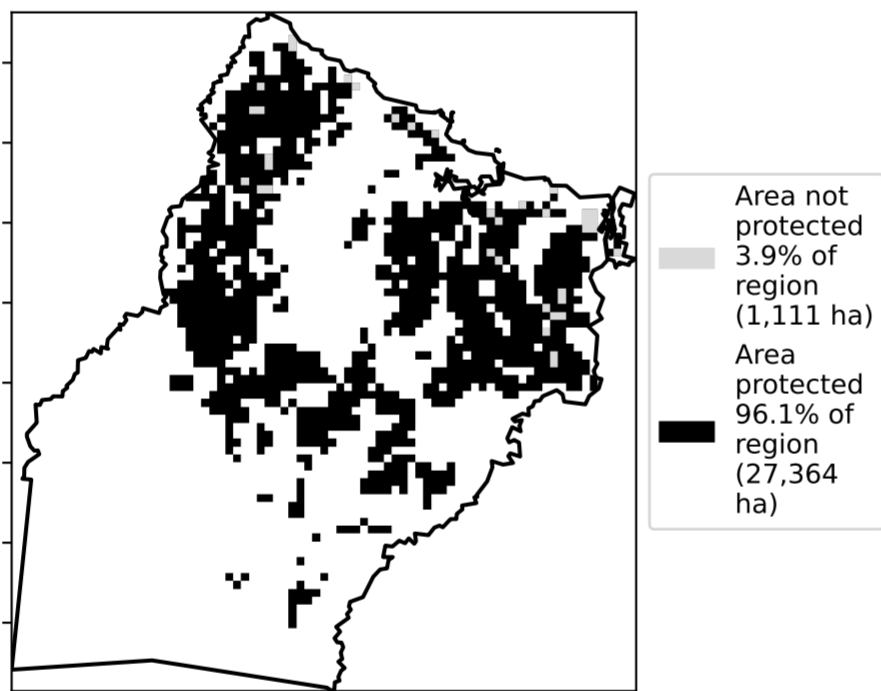 Area not
protected
3.9% of
region
(1,111 ha)
Area
protected
96.1% of
region
(27,364
ha)